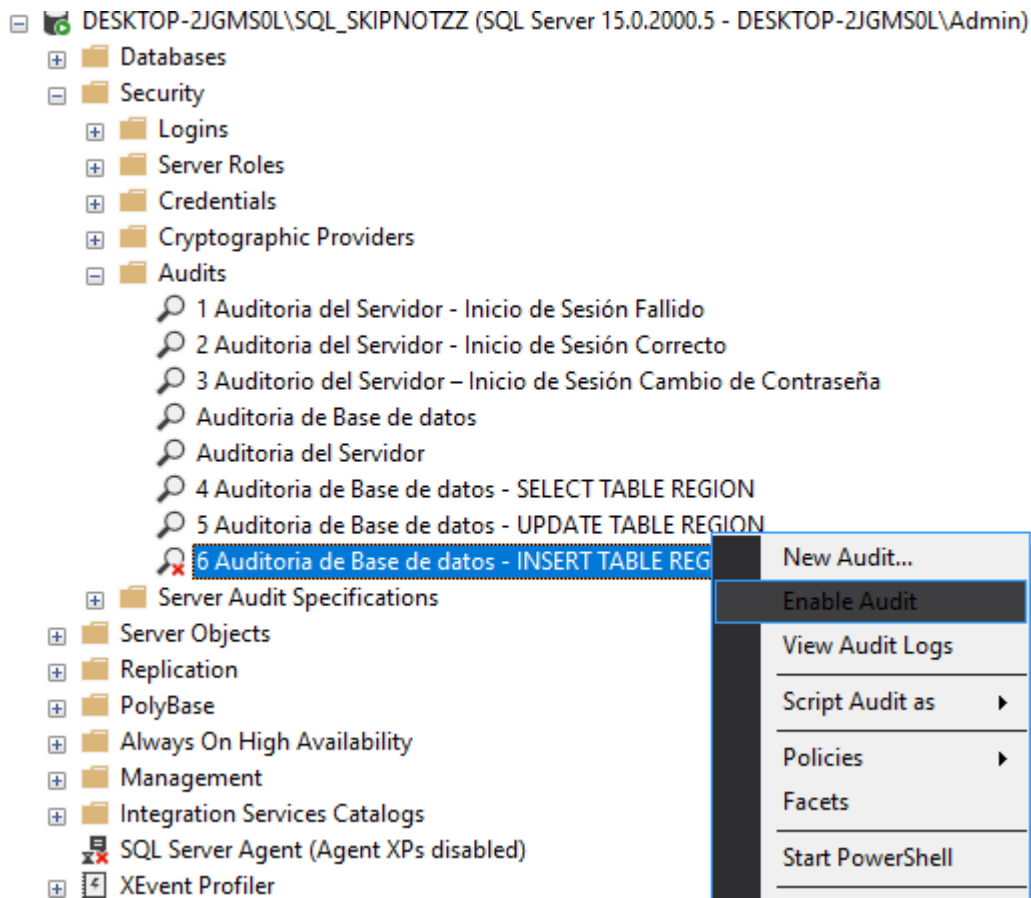 DESKTOP-2JGMS0L\SQL_SKIPNOTZZ (SQL Server 15.0.2000.5 - DESKTOP-2JGMS0L\Admin)
Databases
Security
Logins
Server Roles
Credentials
Cryptographic Providers
Audits
1 Auditoria del Servidor - Inicio de Sesión Fallido
2 Auditoria del Servidor - Inicio de Sesión Correcto
3 Auditorio del Servidor – Inicio de Sesión Cambio de Contraseña
Auditoria de Base de datos
Auditoria del Servidor
4 Auditoria de Base de datos - SELECT TABLE REGION
5 Auditoria de Base de datos - UPDATE TABLE REGION
6 Auditoria de Base de datos - INSERT TABLE REG
Server Audit Specifications
Server Objects
Replication
PolyBase
Always On High Availability
Management
Integration Services Catalogs
SQL Server Agent (Agent XPs disabled)
XEvent Profiler
New Audit...
Enable Audit
View Audit Logs
Script Audit as
Policies
Facets
Start PowerShell